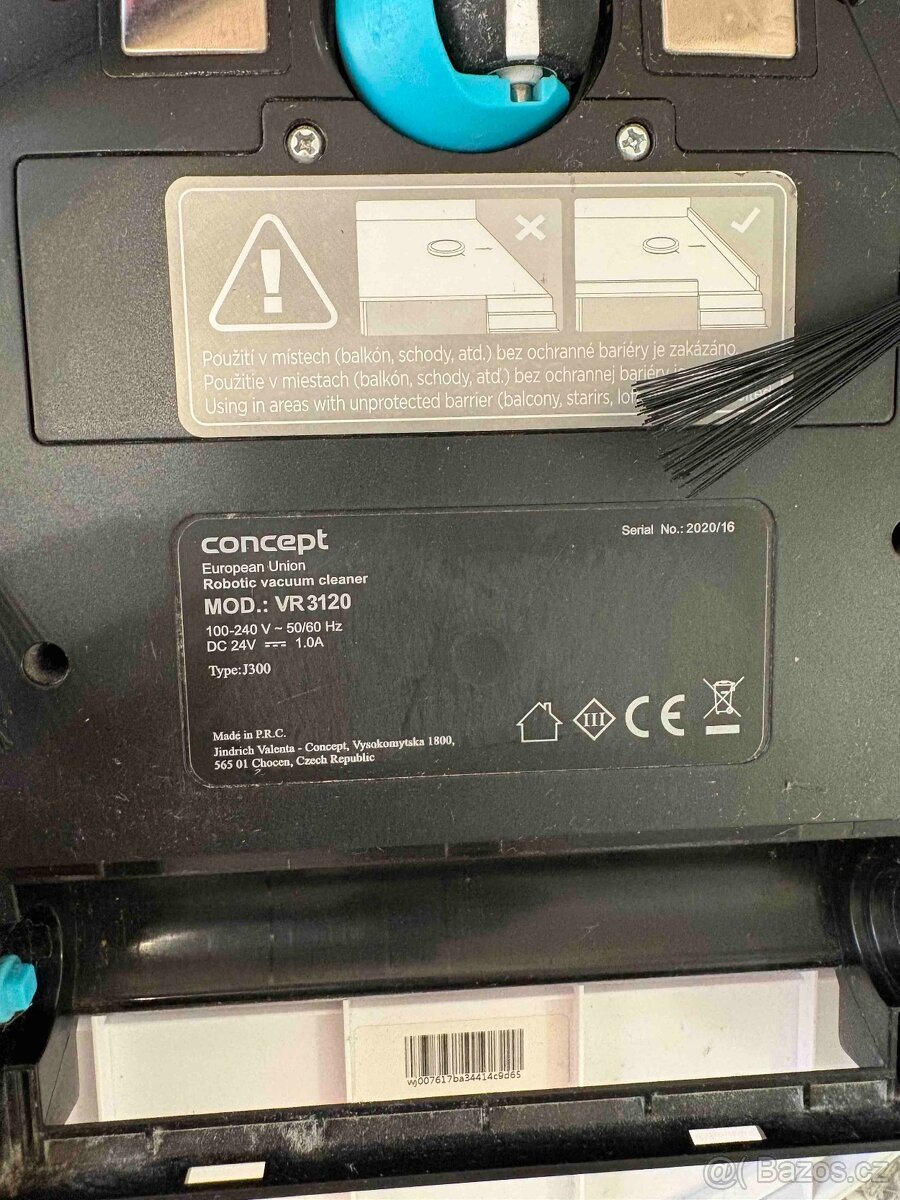 Použití v místech (balkón, schody, atd.) bez ochranné bariéry je zakázáno.
Použitie v miestach (balkón, schody, atď.) bez ochrannej bariéry
Using in areas with unprotected barrier (balcony, starirs,
concept
Serial No.: 2020/16
European Union
Robotic vacuum cleaner
MOD.: VR3120
100-240 V ~ 50/60 Hz
DC 24V 1.0A
Type:J300
III
CE
Made in P.R.C.
Jindrich Valenta - Concept, Vysokomytska 1800,
565 01 Chocen, Czech Republic
wj007617ba34414c9d65
@( Bazos.cz